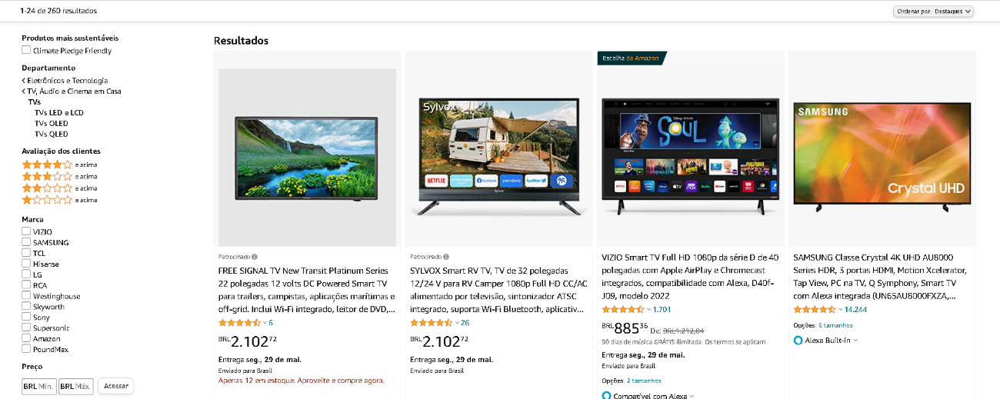 1-24 de 260 resultados
Ordenar por: Destaques
Produtos mais sustentáveis
Climate Pledge Friendly
Departamento
Eletrônicos e Tecnologia
TV, Áudio e Cinema em Casa
TVs
TVs LED e LCD
TVs OLED
TVs QLED
Avaliação dos clientes
e acima
e acima
e acima
e acima
Marca
VIZIO
SAMSUNG
TCL
Hisense
LG
RCA
Westinghouse
Skyworth
Sony
Supersonic
Amazon
PoundMax
Preço
BRL Mín.
BRL Máx
Acessar
Resultados
Patrocinado
FREE SIGNAL TV New Transit Platinum Series
22 polegadas 12 volts DC Powered Smart TV
para trailers, campistas, aplicações marítimas e
off-grid. Inclui Wi-Fi integrado, leitor de DVD,...
6
BRL2.10272
Entrega seg., 29 de mai.
Enviado para Brasil
Apenas 12 em estoque. Aproveite e compre agora.
Sylvox
NETFLIX
facebook
pandora
twitter
Sylvox
Patrocinado
SYLVOX Smart RV TV, TV de 32 polegadas
12/24 V para RV Camper 1080p Full HD CC/AC
alimentado por televisão, sintonizador ATSC
integrado, suporta Wi-Fi Bluetooth, aplicativ...
26
BRL2.10272
Entrega seg., 29 de mai.
Enviado para Brasil
Escolha da Amazon
SOUL
VIZIO Smart TV Full HD 1080p da série D de 40
polegadas com Apple AirPlay e Chromecast
integrados, compatibilidade com Alexa, D40f-
J09, modelo 2022
1.701
BRL88536 De: BRL1.212,04
90 dias de música GRÁTIS ilimitada. Os termos se aplicam
Entrega seg., 29 de mai.
Enviado para Brasil
Opções: 2 tamanhos
Compatível com Alexa
SAMSUNG
Crystal UHD
SAMSUNG Classe Crystal 4K UHD AU8000
Series HDR, 3 portas HDMI, Motion Xcelerator,
Tap View, PC na TV, Q Symphony, Smart TV
com Alexa integrada (UN65AU8000FXZA,...
14.244
Opções: 6 tamanhos
Alexa Built-in